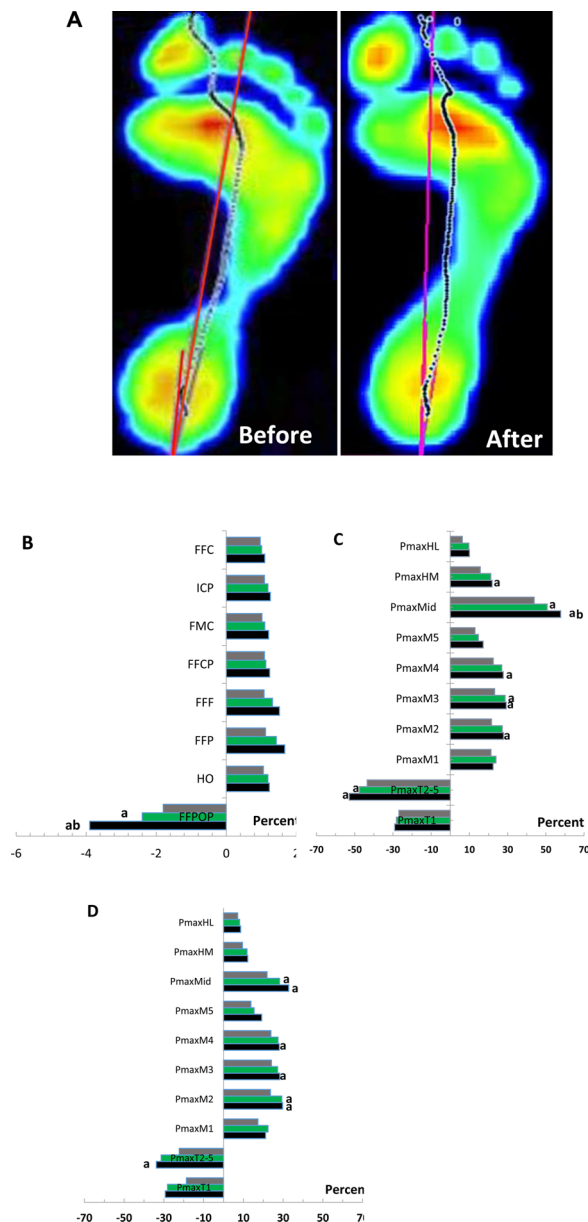 A
Before
After
B
FFC
ICP
FMC
FFCP
FFF
FFP
HO
FFPOP
a
ab
Percent
-6 -4 -2 0 2
C
PmaxHL
PmaxHM
a
PmaxMid
a
ab
PmaxM5
PmaxM4
a
PmaxM3
a
a
PmaxM2
a
PmaxM1
PmaxT2-5
a
a
PmaxT1
Percent
-70 -50 -30 -10 10 30 50 70
D
PmaxHL
PmaxHM
PmaxMid
a
a
PmaxM5
PmaxM4
a
PmaxM3
a
PmaxM2
a
a
PmaxM1
PmaxT2-5
a
PmaxT1
Percen
-70 -50 -30 -10 10 30 50